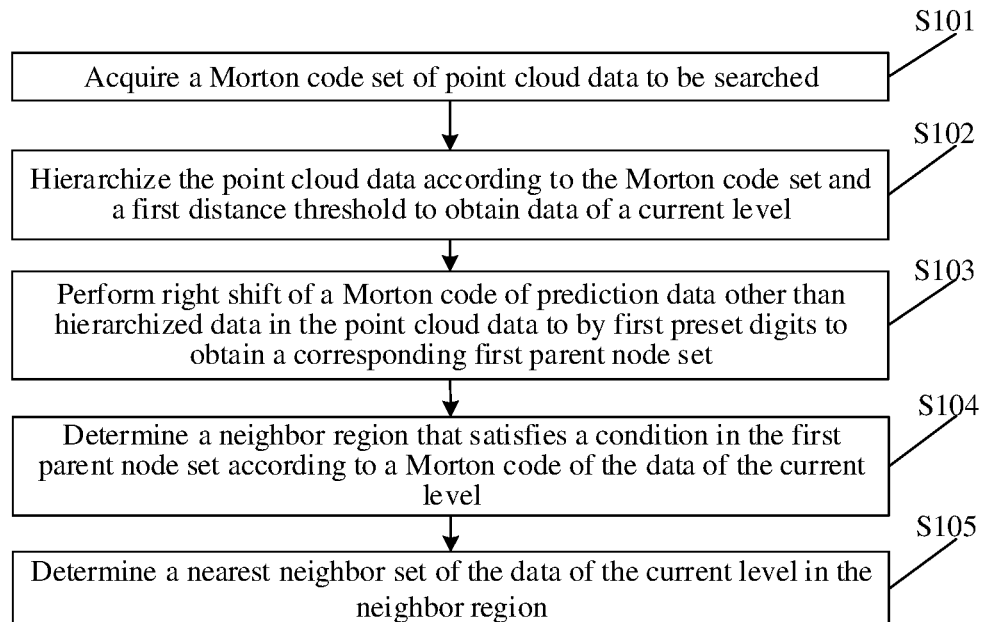 S101
Acquire a Morton code set of point cloud data to be searched
S102
Hierarchize the point cloud data according to the Morton code set and
a first distance threshold to obtain data of a current level
S103
Perform right shift of a Morton code of prediction data other than
hierarchized data in the point cloud data to by first preset digits to
obtain a corresponding first parent node set
S104
Determine a neighbor region that satisfies a condition in the first
parent node set according to a Morton code of the data of the current
level
S105
Determine a nearest neighbor set of the data of the current level in the
neighbor region